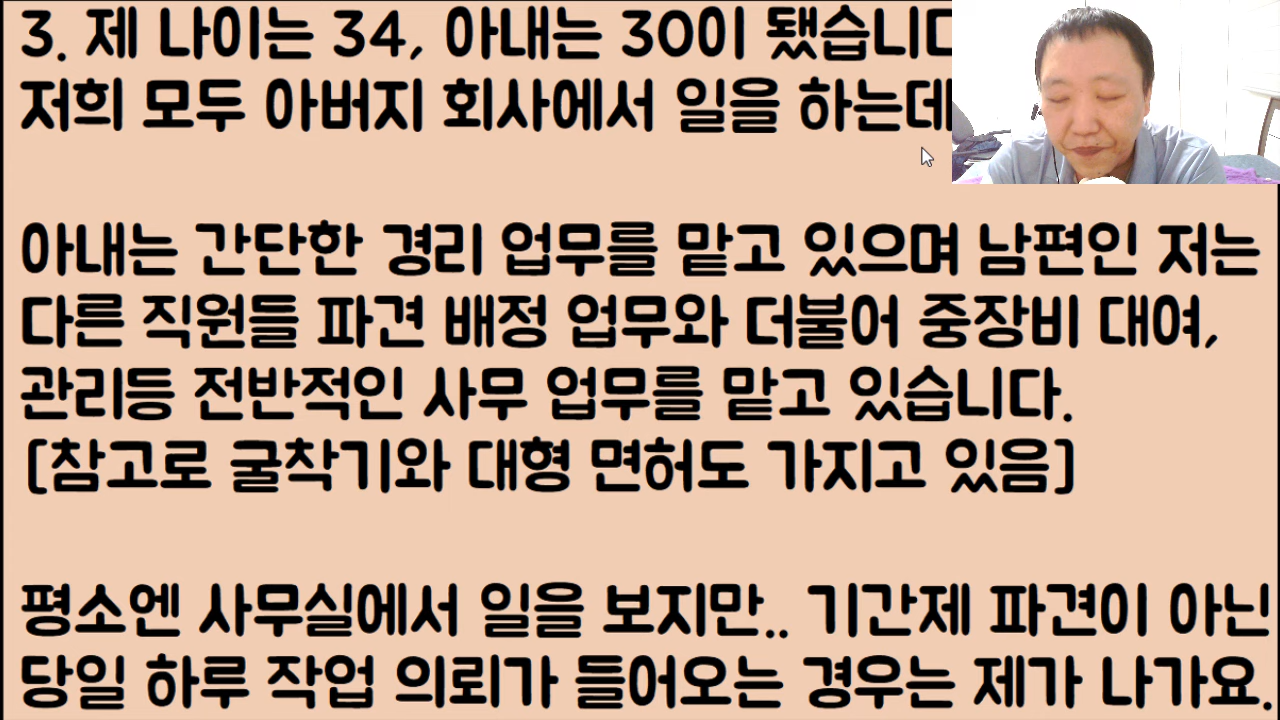 3. 제 나이는 34, 아내는 30이 됐습니다
저희 모두 아버지 회사에서 일을 하는데
아내는 간단한 경리 업무를 맡고 있으며 남편인 저는
다른 직원들 파견 배정 업무와 더불어 중장비 대여,
관리등 전반적인 사무 업무를 맡고 있습니다.
[참고로 굴착기와 대형 면허도 가지고 있음]
평소엔 사무실에서 일을 보지만.. 기간제 파견이 아닌
당일 하루 작업 의뢰가 들어오는 경우는 제가 나가요.